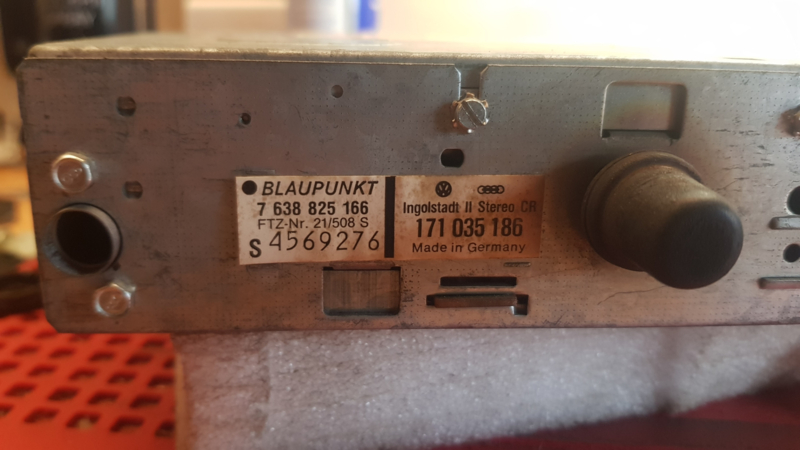 BLAUPUNKT
7 638 825 166
FTZ-Nr. 21/508 S
S 4569276
Ingolstadt II Stereo CR
171 035 186
Made in Germany